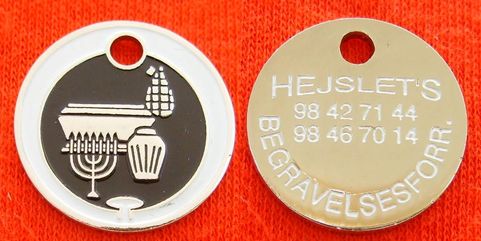 HEJSLET'S
98 42 71 44
98 46 70 14
BEGRAVELSESFORR.